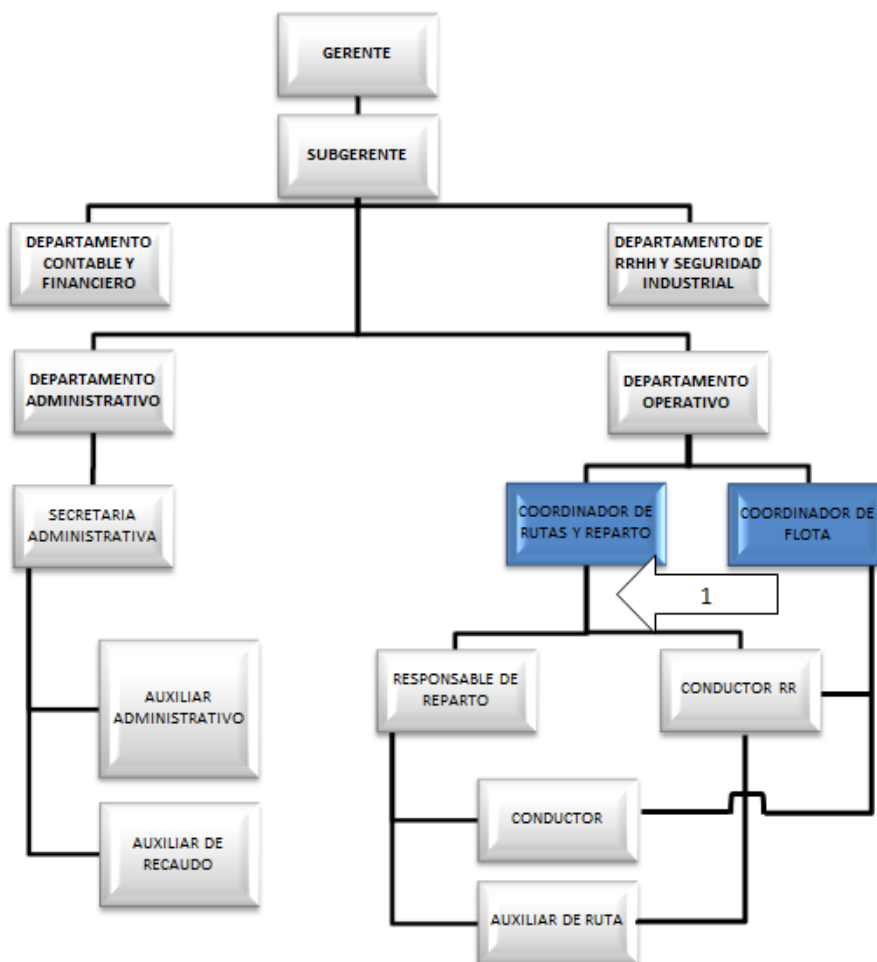 GERENTE
SUBGERENTE
DEPARTAMENTO
CONTABLE Y
FINANCIERO
DEPARTAMENTO DE
RRHH Y SEGURIDAD
INDUSTRIAL
DEPARTAMENTO
ADMINISTRATIVO
DEPARTAMENTO
OPERATIVO
SECRETARIA
ADMINISTRATIVA
COORDINADOR DE
RUTAS Y REPARTO
COORDINADOR DE
FLOTA
1
AUXILIAR
ADMINISTRATIVO
RESPONSABLE DE
REPARTO
CONDUCTOR RR
AUXILIAR DE
RECAUDO
CONDUCTOR
AUXILIAR DE RUTA